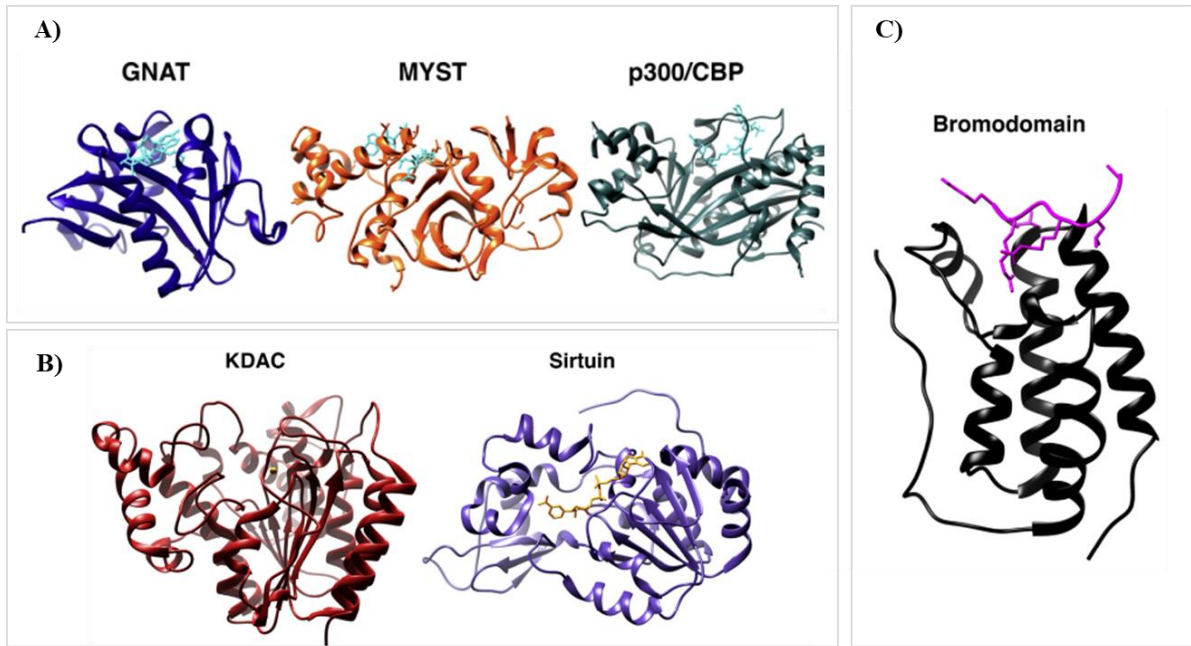 A)
GNAT
MYST
p300/CBP
B)
KDAC
Sirtuin
C)
Bromodomain